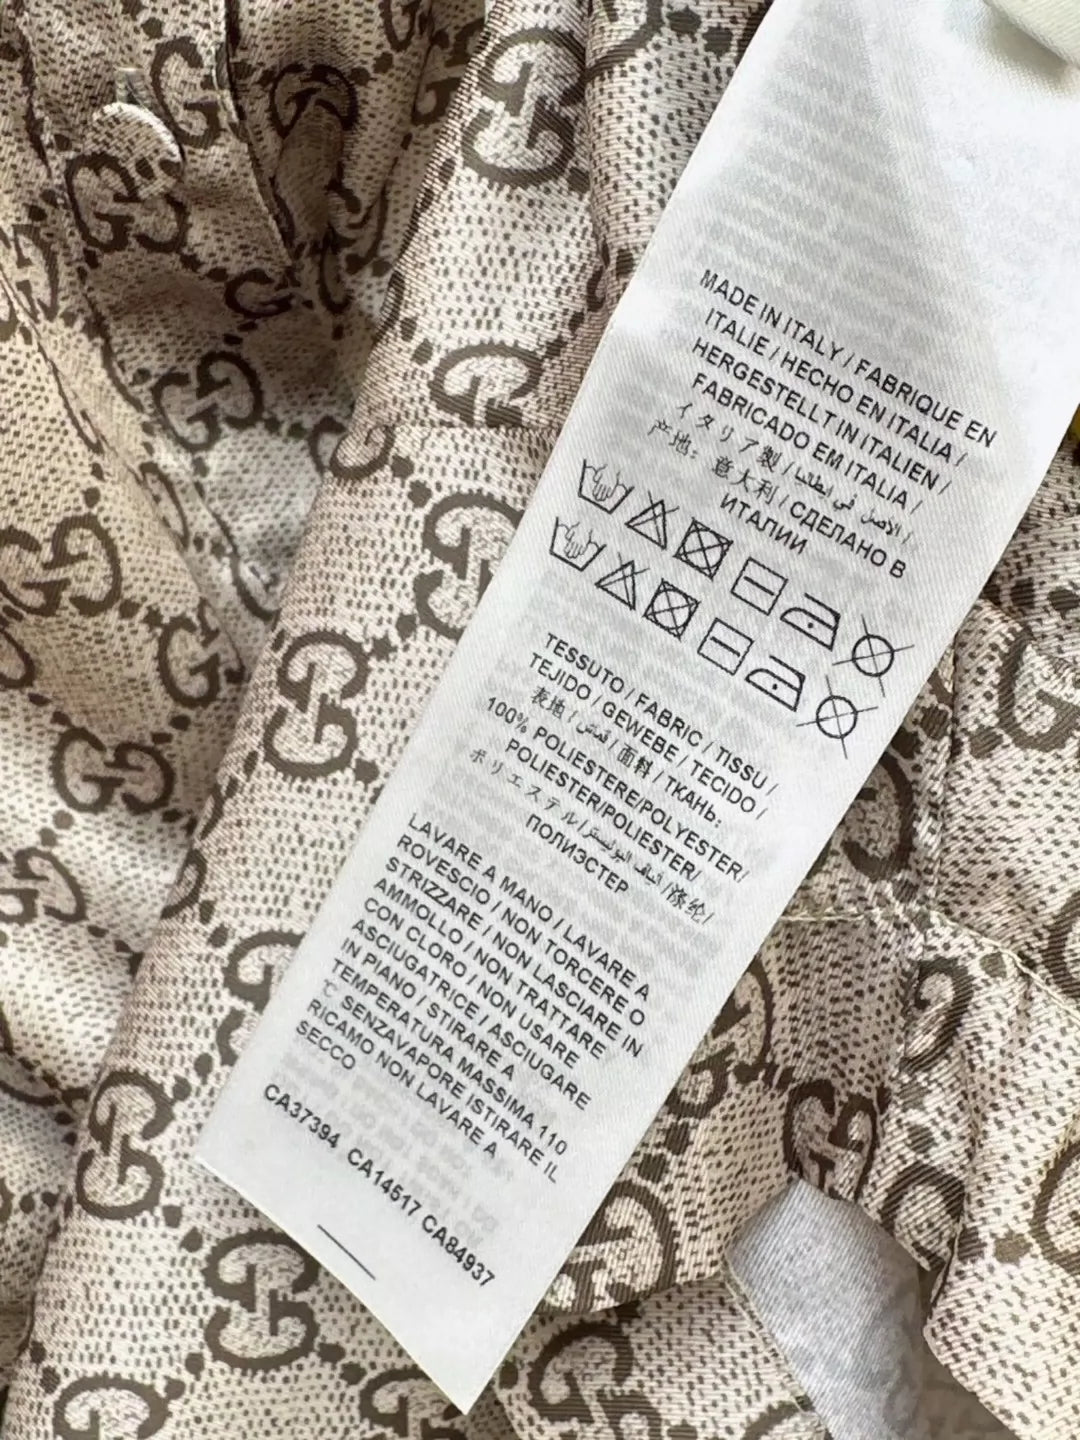 MADE IN ITALY / FABRIQUE EN
ITALIE / HECHO EN ITALIA /
HERGESTELLT IN ITALIEN /
FABRICADO EM ITALIA /
イタリア製 / الأصل في إيطاليا /
产地：意大利 / СДЕЛАНО В
ИТАЛИИ
TESSUTO / FABRIC / TISSU /
TEJIDO / GEWEBE / TECIDO /
表地 / قماش / 面料 / ТКАНЬ:
100% POLIESTERE/POLYESTER/
POLIESTER/POLIESTER/
ポリエステル / ألياف البوليستر / 涤纶 /
ПОЛИЭСТЕР
LAVARE A MANO / LAVARE A
ROVESCIO / NON TORCERE O
STRIZZARE / NON LASCIARE IN
AMMOLLO / NON TRATTARE
CON CLORO / NON USARE
ASCIUGATRICE / ASCIUGARE
IN PIANO / STIRARE A
TEMPERATURA MASSIMA 110
℃ SENZAVAPORE ISTIRARE IL
RICAMO NON LAVARE A
SECCO
CA37394 CA14517 CA84937